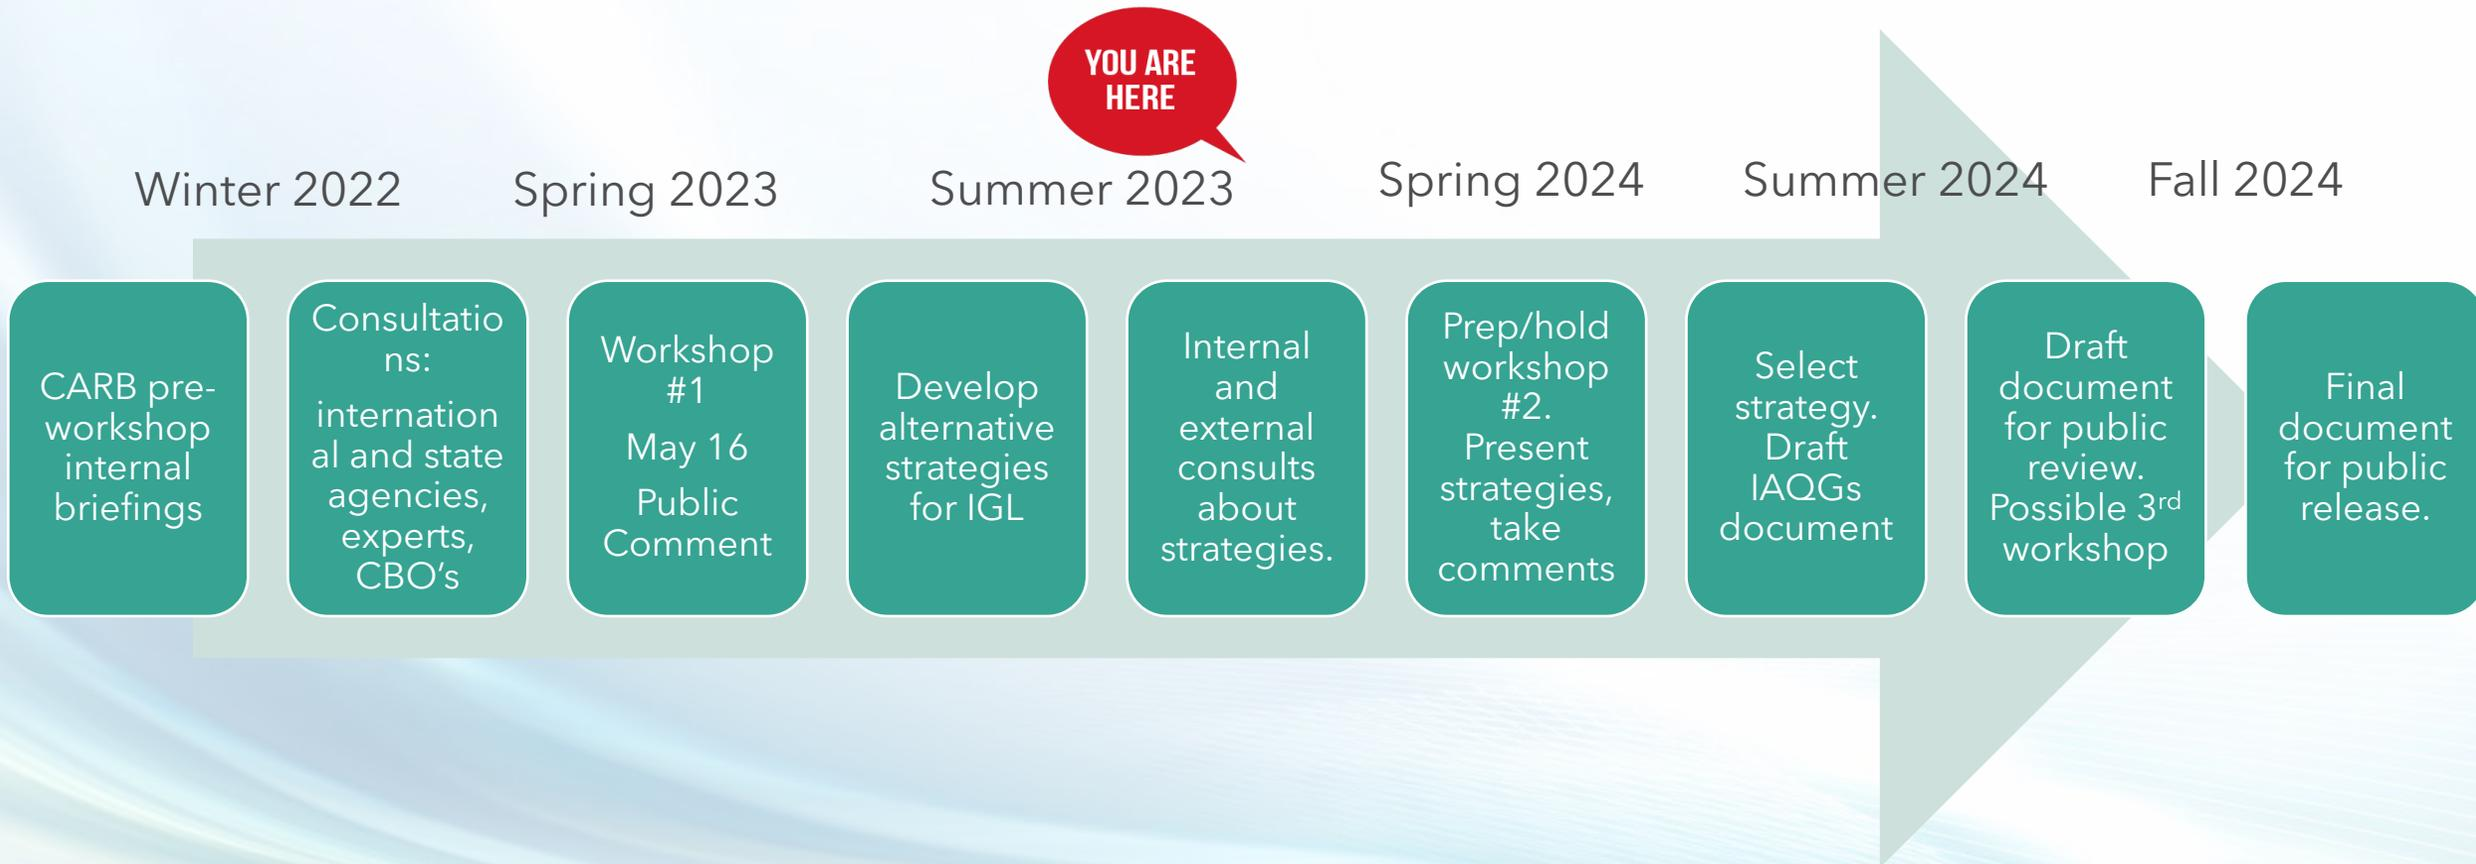 YOU ARE
HERE
Winter 2022
Spring 2023
Summer 2023
Spring 2024
Summer 2024
Fall 2024
CARB pre-
workshop
internal
briefings
Consultatio
ns:
internation
al and state
agencies,
experts,
CBO’s
Workshop
#1
May 16
Public
Comment
Develop
alternative
strategies
for IGL
Internal
and
external
consults
about
strategies.
Prep/hold
workshop
#2.
Present
strategies,
take
comments
Select
strategy.
Draft
IAQGs
document
Draft
document
for public
review.
Possible 3rd
workshop
Final
document
for public
release.